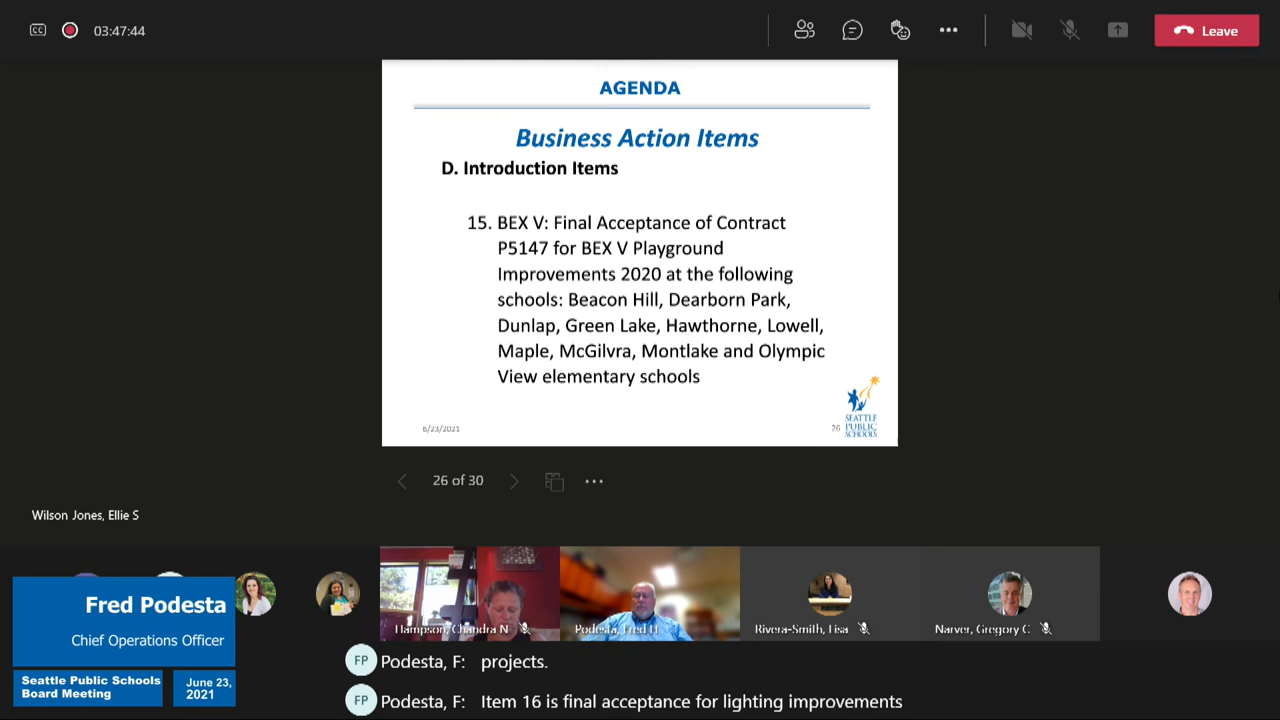 CC
03:47:44
Leave
AGENDA
Business Action Items
D. Introduction Items
15. BEX V: Final Acceptance of Contract
P5147 for BEX V Playground
Improvements 2020 at the following
schools: Beacon Hill, Dearborn Park,
Dunlap, Green Lake, Hawthorne, Lowell,
Maple, McGilvra, Montlake and Olympic
View elementary schools
6/23/2021
26
SEATTLE
PUBLIC
SCHOOLS
26 of 30
Wilson Jones, Ellie S
Hampson, Chandra N
Podesta, Fred H
Rivera-Smith, Lisa
Narver, Gregory C
Fred Podesta
Chief Operations Officer
Seattle Public Schools
Board Meeting
June 23,
2021
FP Podesta, F: projects.
FP Podesta, F: Item 16 is final acceptance for lighting improvements